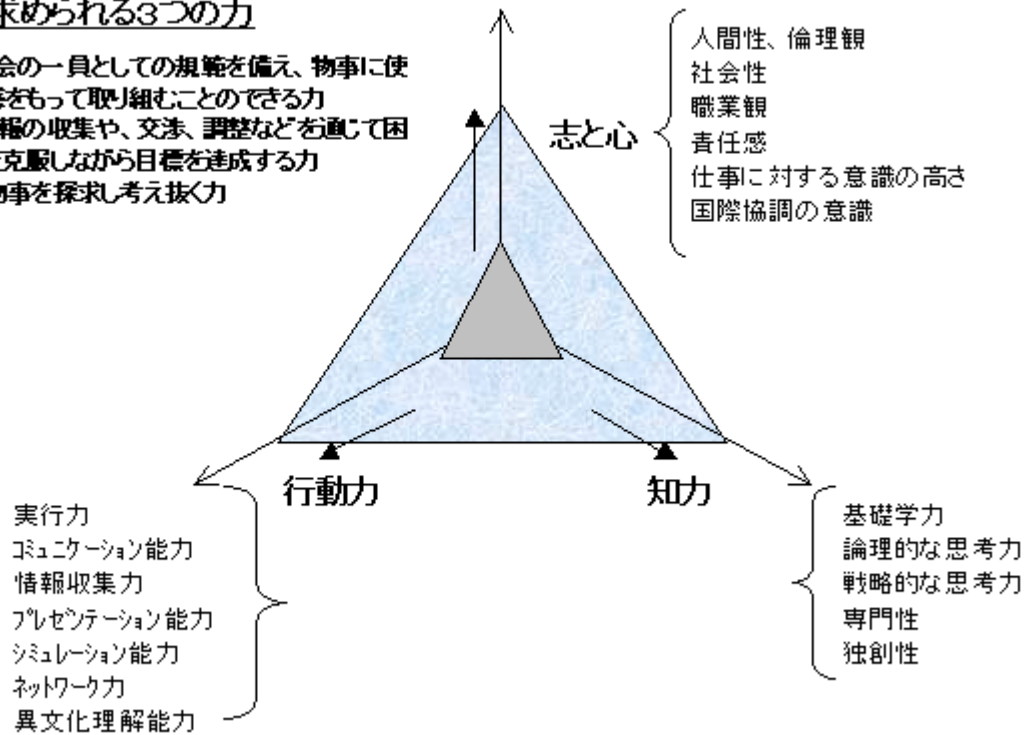 求められる3つの力
会の一員としての規範を備え、物事に使
をもって取り組むことのできる力
報の収集や、交渉、調整などを通じて困
克服しながら目標を達成する力
物事を探求し考え抜く力
志と心
人間性、倫理観
社会性
職業観
責任感
仕事に対する意識の高さ
国際協調の意識
行動力
実行力
コミュニケーション能力
情報収集力
プレゼンテーション能力
シミュレーション能力
ネットワーク力
異文化理解能力
知力
基礎学力
論理的な思考力
戦略的な思考力
専門性
独創性